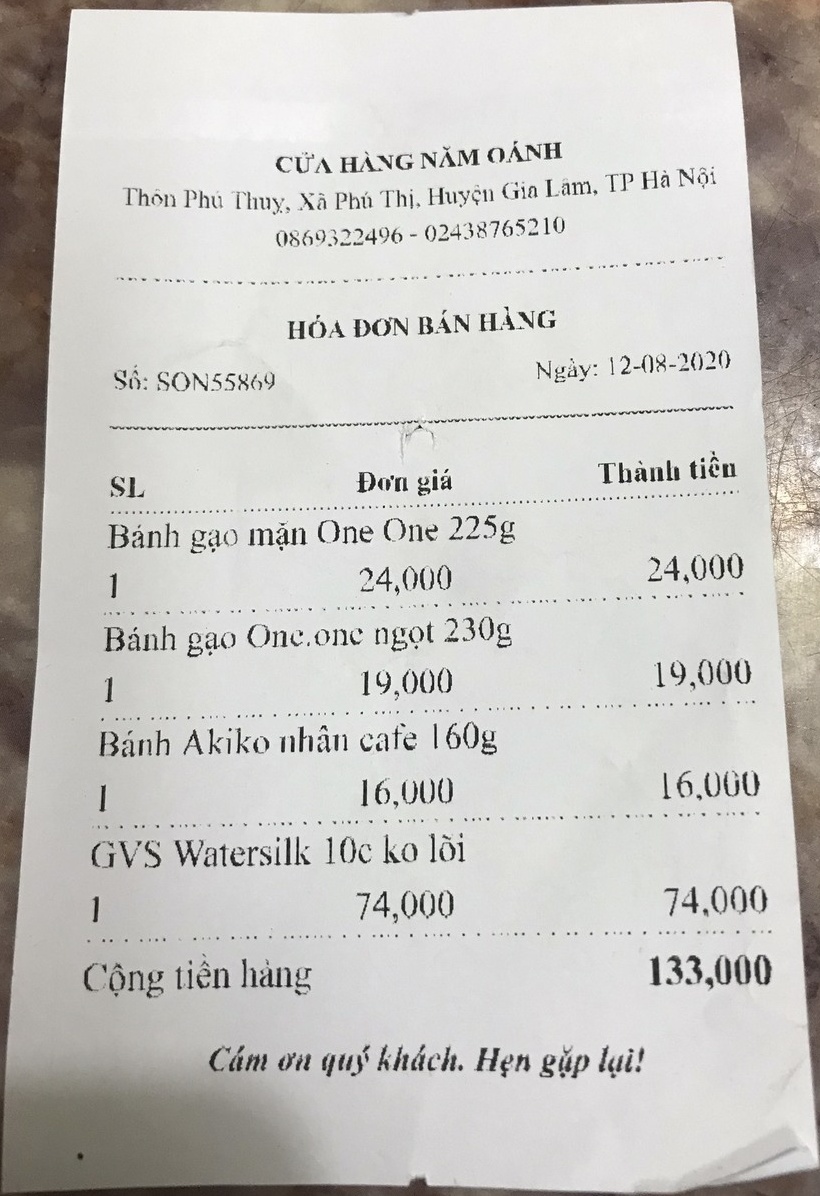 CỬA HÀNG NĂM OÁNH
Thôn Phú Thuỵ, Xã Phú Thị, Huyện Gia Lâm, TP Hà Nội
0869322496 - 02438765210
HÓA ĐƠN BÁN HÀNG
Số: SON55869 Ngày: 12-08-2020
SL Đơn giá Thành tiền
Bánh gạo mặn One One 225g
1 24,000 24,000
Bánh gạo One.one ngọt 230g
1 19,000 19,000
Bánh Akiko nhân cafe 160g
1 16,000 16,000
GVS Watersilk 10c ko lõi
1 74,000 74,000
Cộng tiền hàng 133,000
Cám ơn quý khách. Hẹn gặp lại!